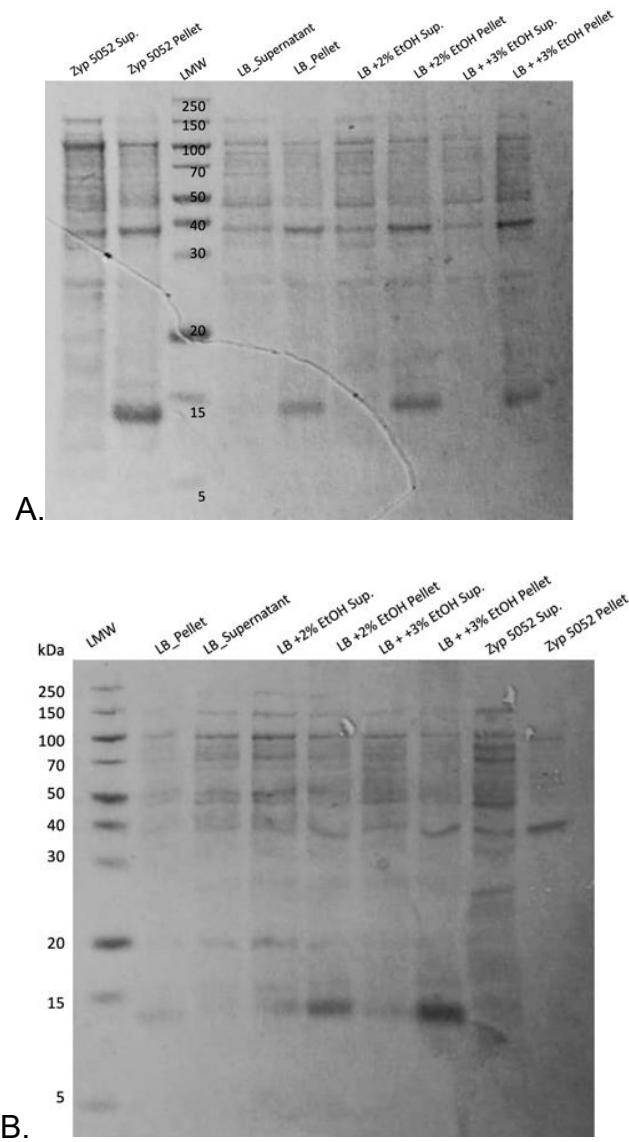 Zyp 5052 Sup.
Zyp 5052 Pellet
LMW
LB_Supernatant
LB_Pellet
LB +2% EtOH Sup.
LB +2% EtOH Pellet
LB + +3% EtOH Sup.
LB + +3% EtOH Pellet
250
150
100
70
50
40
30
20
15
5
A.
kDa
LMW
LB_Pellet
LB_Supernatant
LB +2% EtOH Sup.
LB +2% EtOH Pellet
LB + +3% EtOH Sup.
LB + +3% EtOH Pellet
Zyp 5052 Sup.
Zyp 5052 Pellet
250
150
100
70
50
40
30
20
15
5
B.